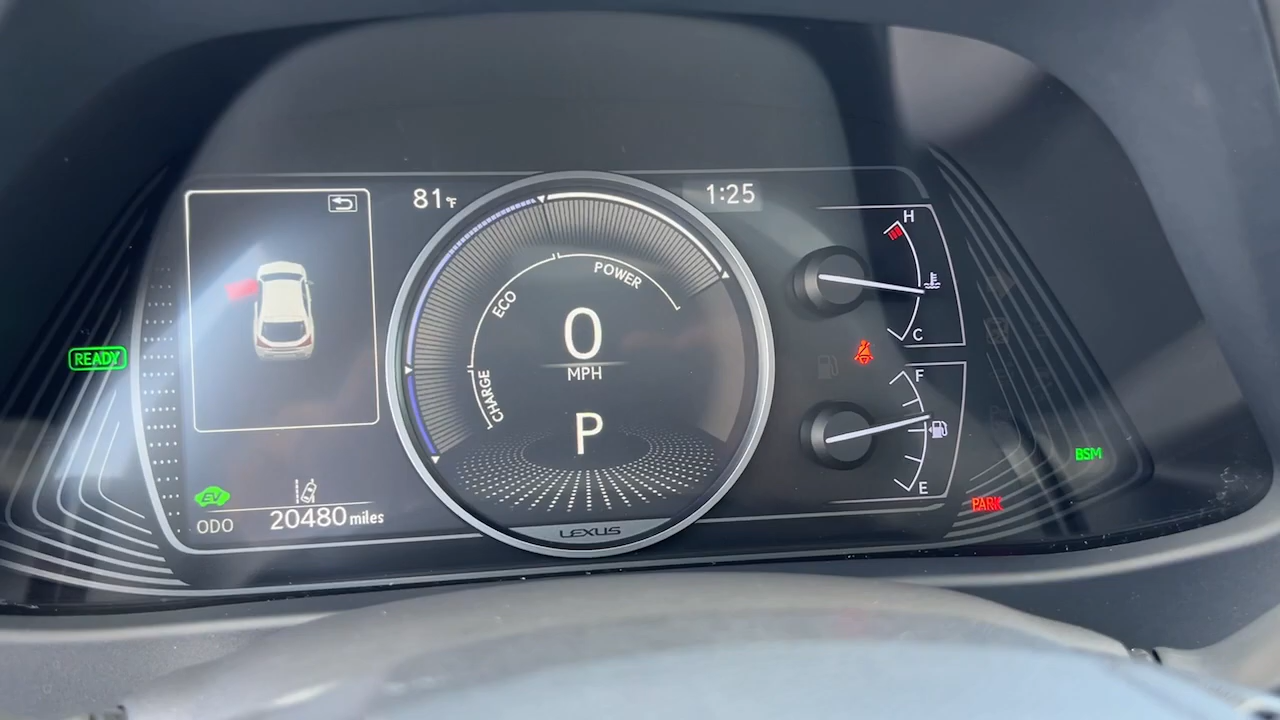 81°F
1:25
H
C
POWER
ECO
CHARGE
0
MPH
P
READY
F
E
EV
BSM
PARK
ODO 20480 miles
LEXUS